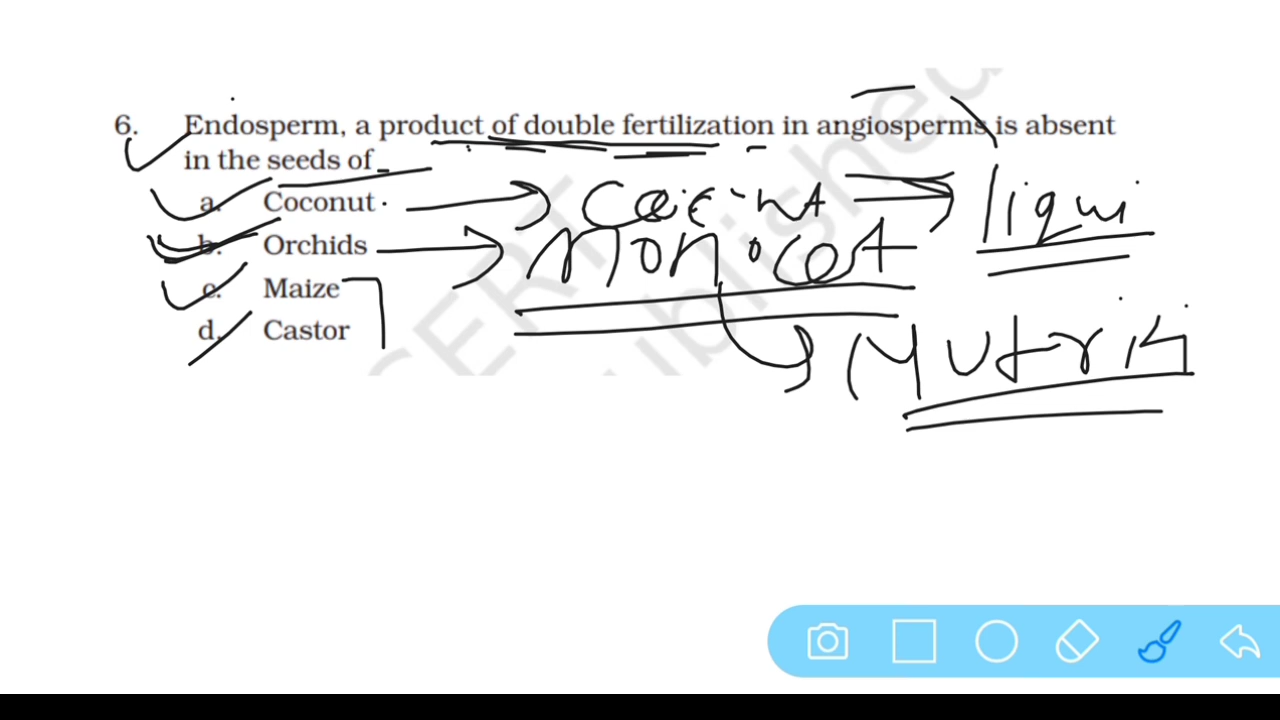 6. Endosperm, a product of double fertilization in angiosperms is absent
in the seeds of
a. Coconut
b. Orchids
c. Maize
d. Castor
liqui
Monocot
Nutri